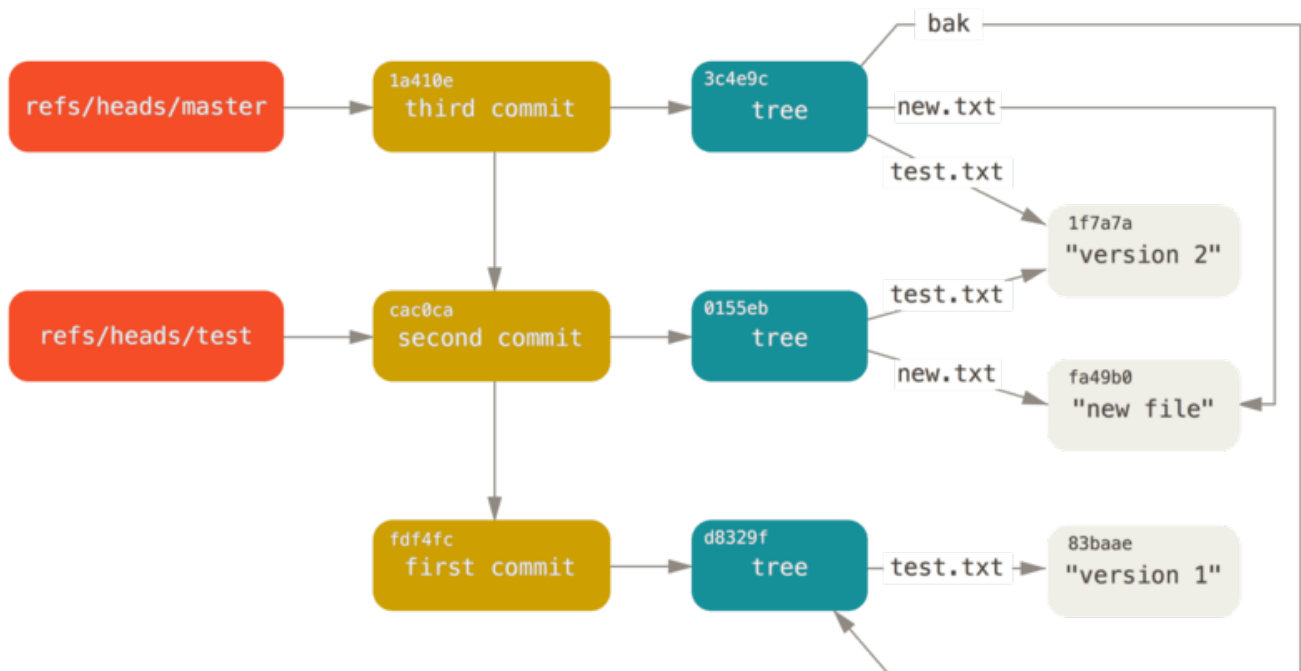 bak
1a410e
3c4e9c
refs/heads/master
third commit
tree
new.txt
test.txt
1f7a7a
"version 2"
cac0ca
0155eb
test.txt
refs/heads/test
second commit
tree
new.txt
fa49b0
"new file"
fdf4fc
d8329f
83baae
first commit
tree
test.txt
"version 1"